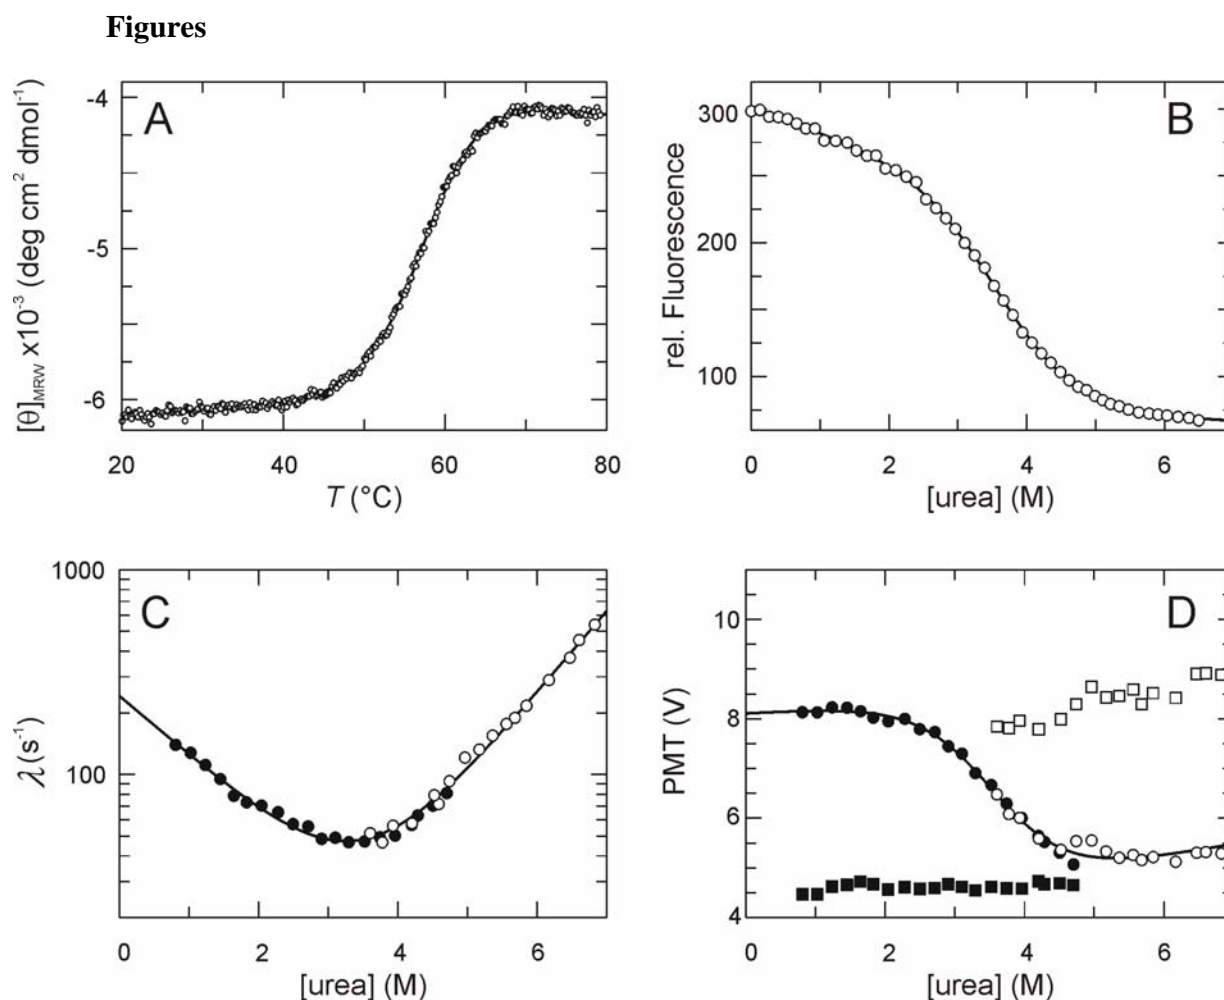 Figures
[θ]MRW x10-3 (deg cm2 dmol-1)
-4
-5
-6
A
20 40 60 80
T (°C)
rel. Fluorescence
300
200
100
B
0 2 4 6
[urea] (M)
λ (s-1)
1000
100
C
0 2 4 6
[urea] (M)
PMT (V)
10
8
6
4
D
0 2 4 6
[urea] (M)